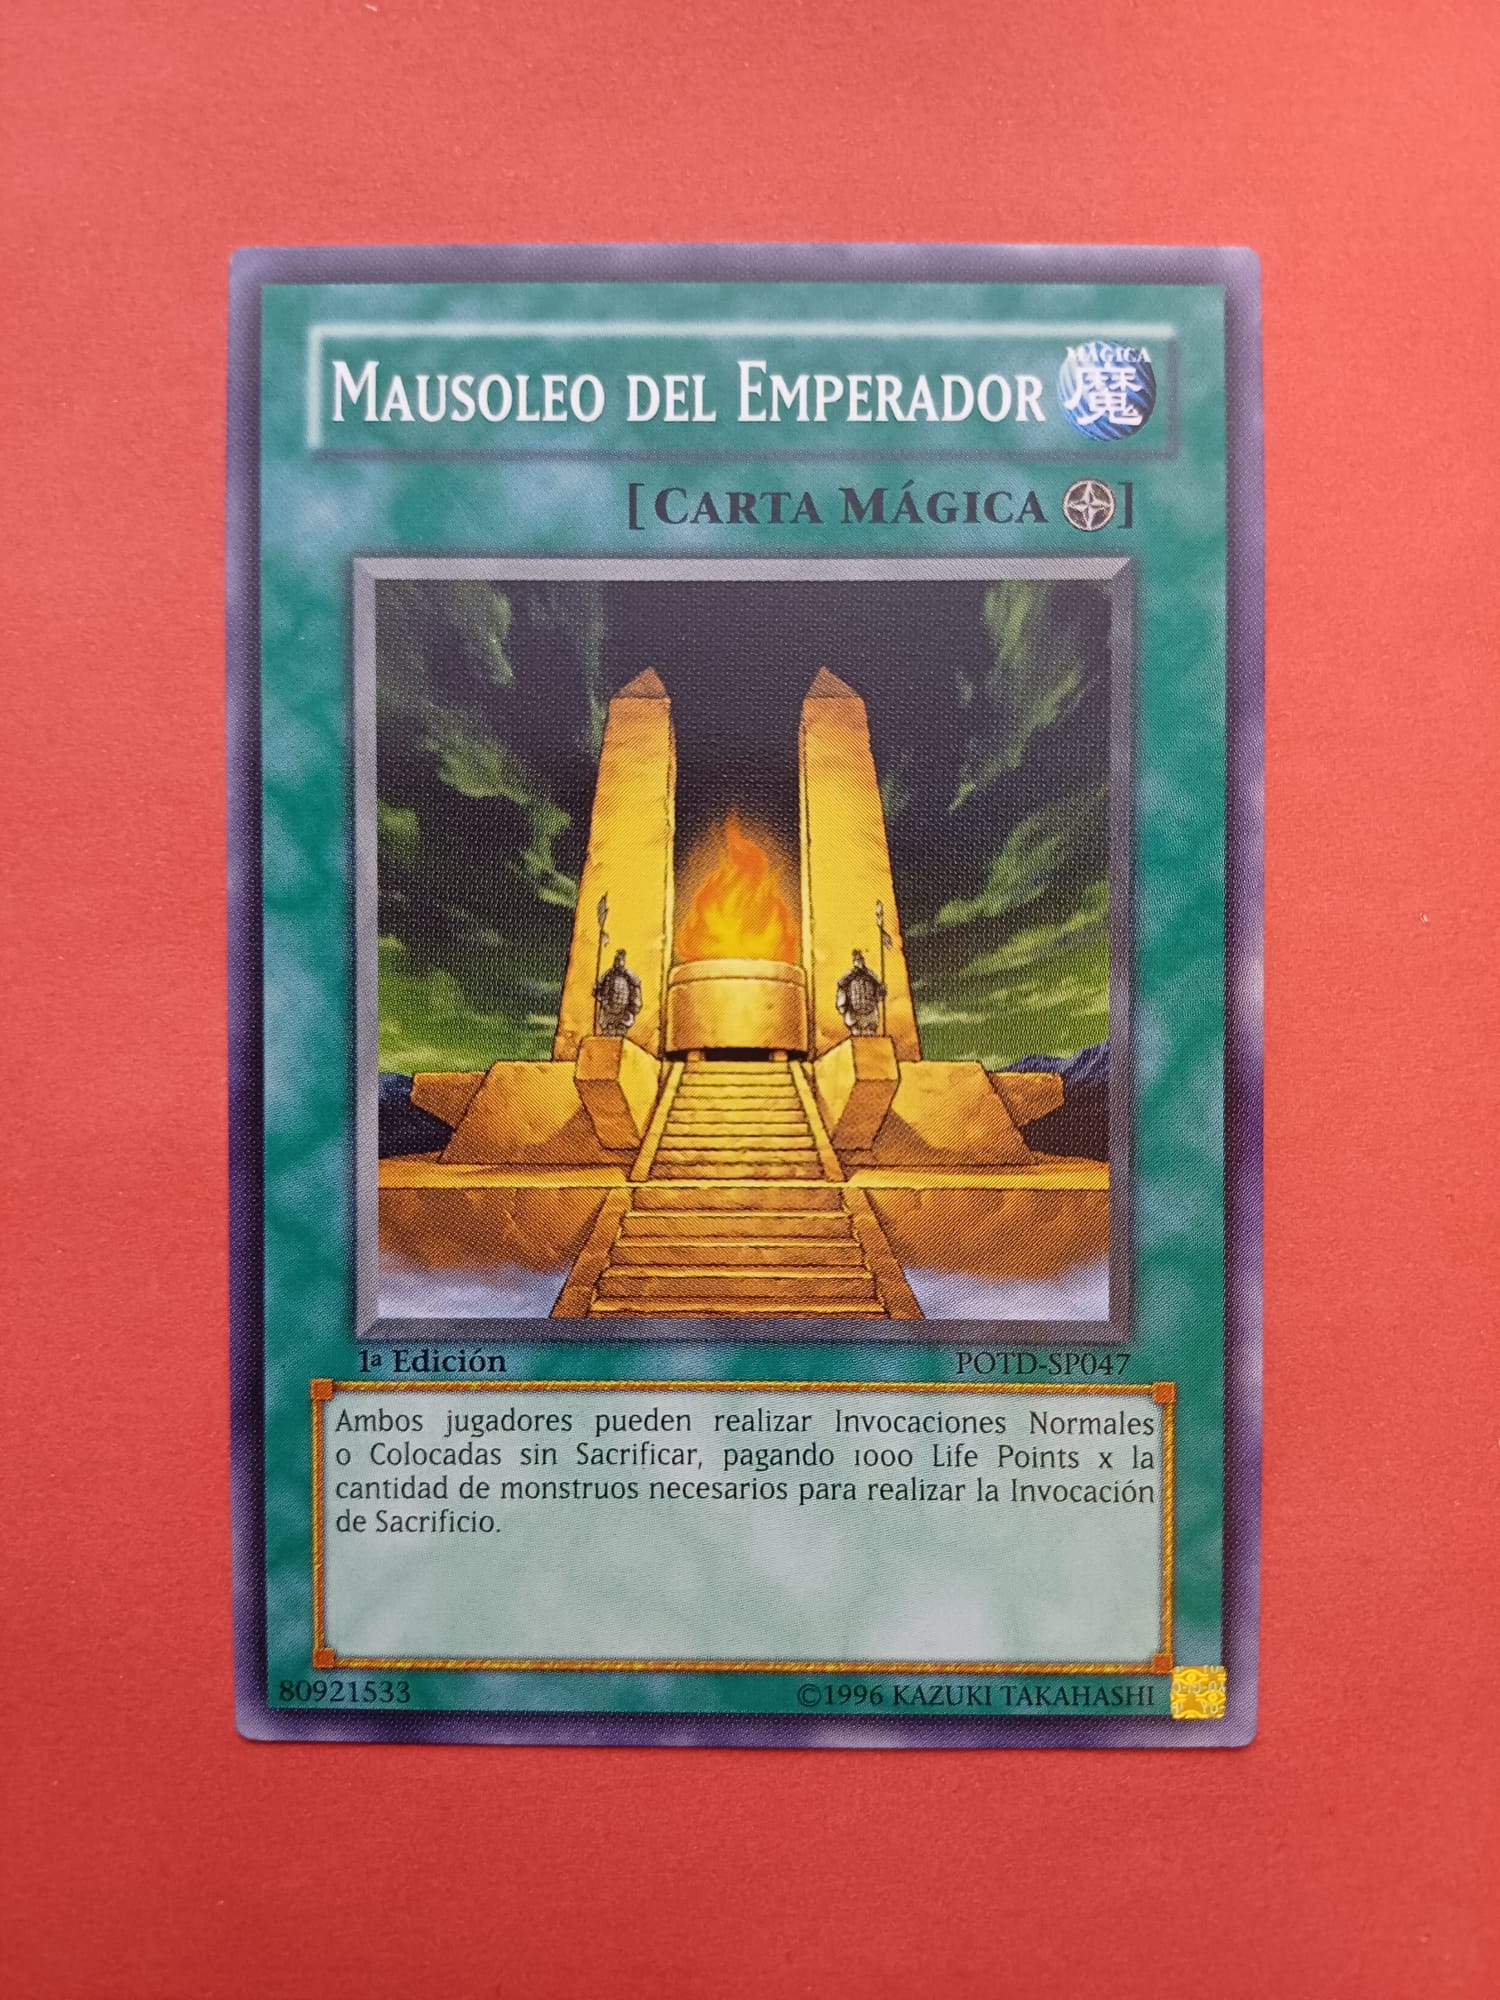 MAUSOLEO DEL EMPERADOR
MÁGICA
魔
[CARTA MÁGICA]
1ª Edición
POTD-SP047
Ambos jugadores pueden realizar Invocaciones Normales
o Colocadas sin Sacrificar, pagando 1000 Life Points x la
cantidad de monstruos necesarios para realizar la Invocación
de Sacrificio.
80921533
©1996 KAZUKI TAKAHASHI